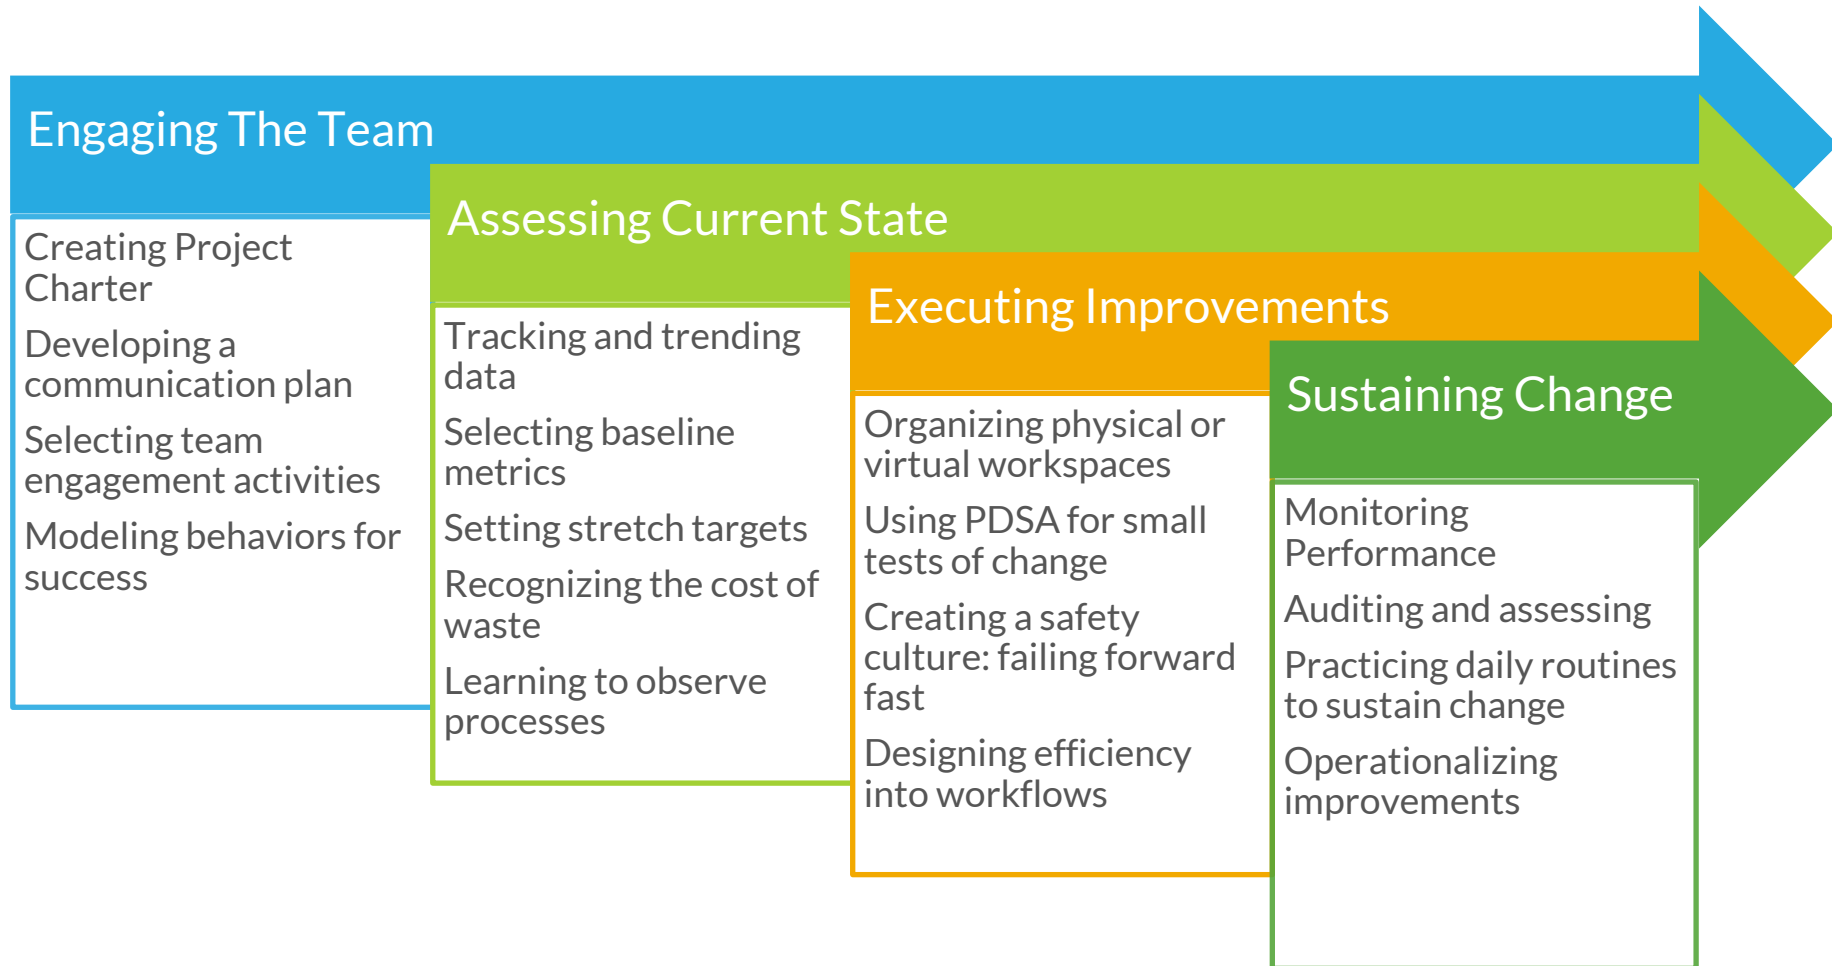 Engaging The Team
Creating Project
Charter
Developing a
communication plan
Selecting team
engagement activities
Modeling behaviors for
success
Assessing Current State
Tracking and trending
data
Selecting baseline
metrics
Setting stretch targets
Recognizing the cost of
waste
Learning to observe
processes
Executing Improvements
Organizing physical or
virtual workspaces
Using PDSA for small
tests of change
Creating a safety
culture: failing forward
fast
Designing efficiency
into workflows
Sustaining Change
Monitoring
Performance
Auditing and assessing
Practicing daily routines
to sustain change
Operationalizing
improvements